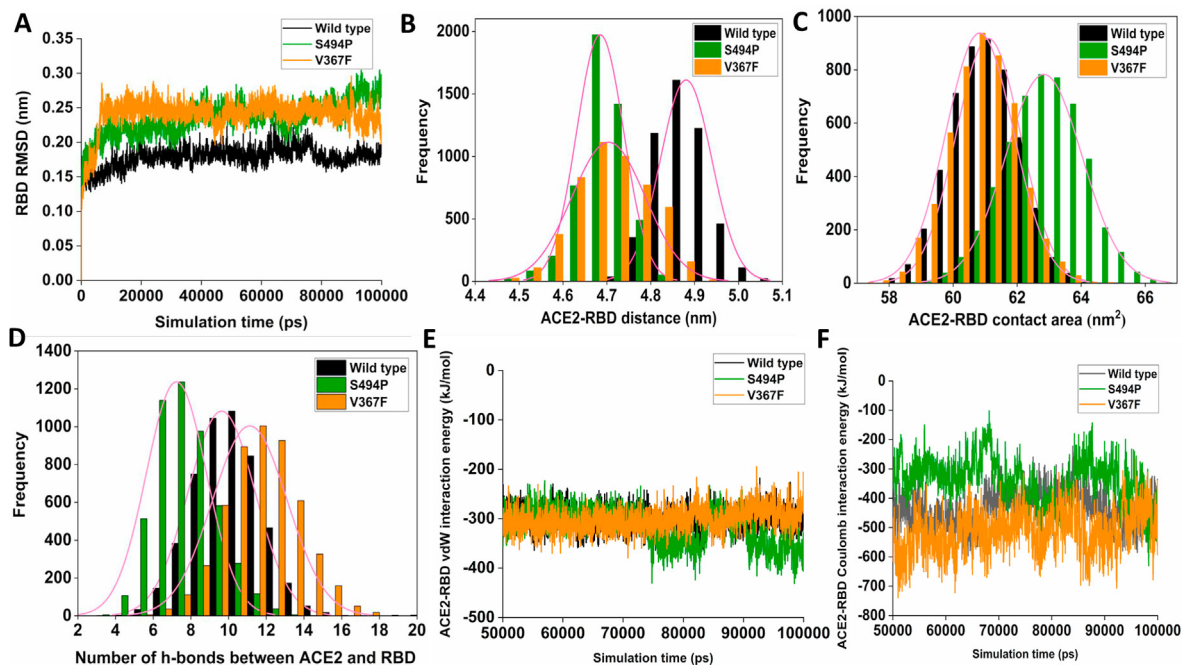 A
Wild type
S494P
V367F
0.35
0.30
0.25
0.20
0.15
0.10
0.05
0.00
RBD RMSD (nm)
0 20000 40000 60000 80000 100000
Simulation time (ps)
B
Wild type
S494P
V367F
2000
1500
1000
500
0
Frequency
4.4 4.5 4.6 4.7 4.8 4.9 5.0 5.1
ACE2-RBD distance (nm)
C
Wild type
S494P
V367F
1000
800
600
400
200
0
Frequency
58 60 62 64 66
ACE2-RBD contact area (nm²)
D
Wild type
S494P
V367F
1400
1200
1000
800
600
400
200
0
Frequency
2 4 6 8 10 12 14 16 18 20
Number of h-bonds between ACE2 and RBD
E
Wild type
S494P
V367F
0
-100
-200
-300
-400
-500
ACE2-RBD vdW interaction energy (kJ/mol)
50000 60000 70000 80000 90000 100000
Simulation time (ps)
F
Wild type
S494P
V367F
0
-100
-200
-300
-400
-500
-600
-700
-800
ACE2-RBD Coulomb interaction energy (kJ/mol)
50000 60000 70000 80000 90000 100000
Simulation time (ps)